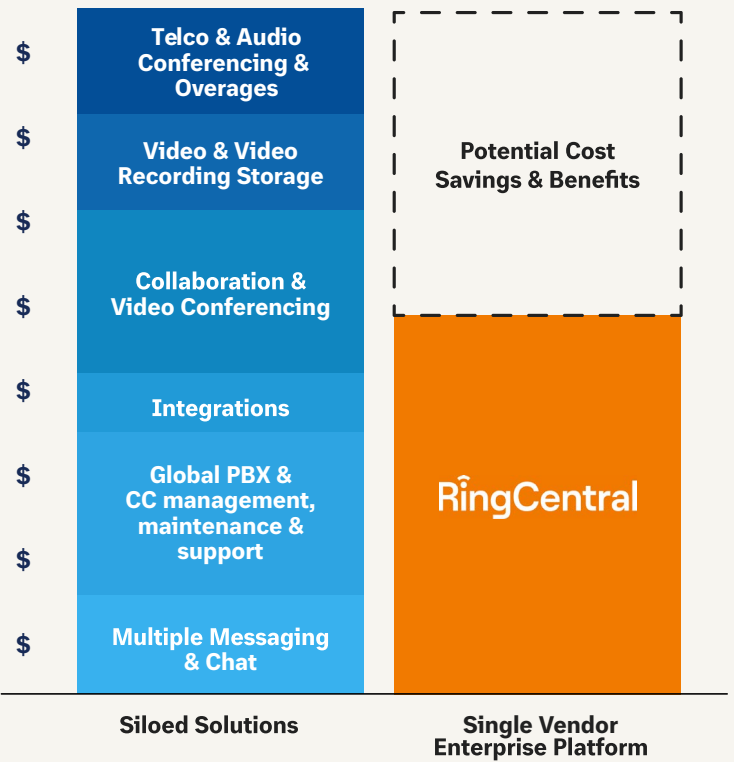 $
$
$
$
$
$
$
$
Telco & Audio
Conferencing &
Overages
Video & Video
Recording Storage
Collaboration &
Video Conferencing
Integrations
Global PBX &
CC management,
maintenance &
support
Multiple Messaging
& Chat
Siloed Solutions
Potential Cost
Savings & Benefits
RingCentral
Single Vendor
Enterprise Platform